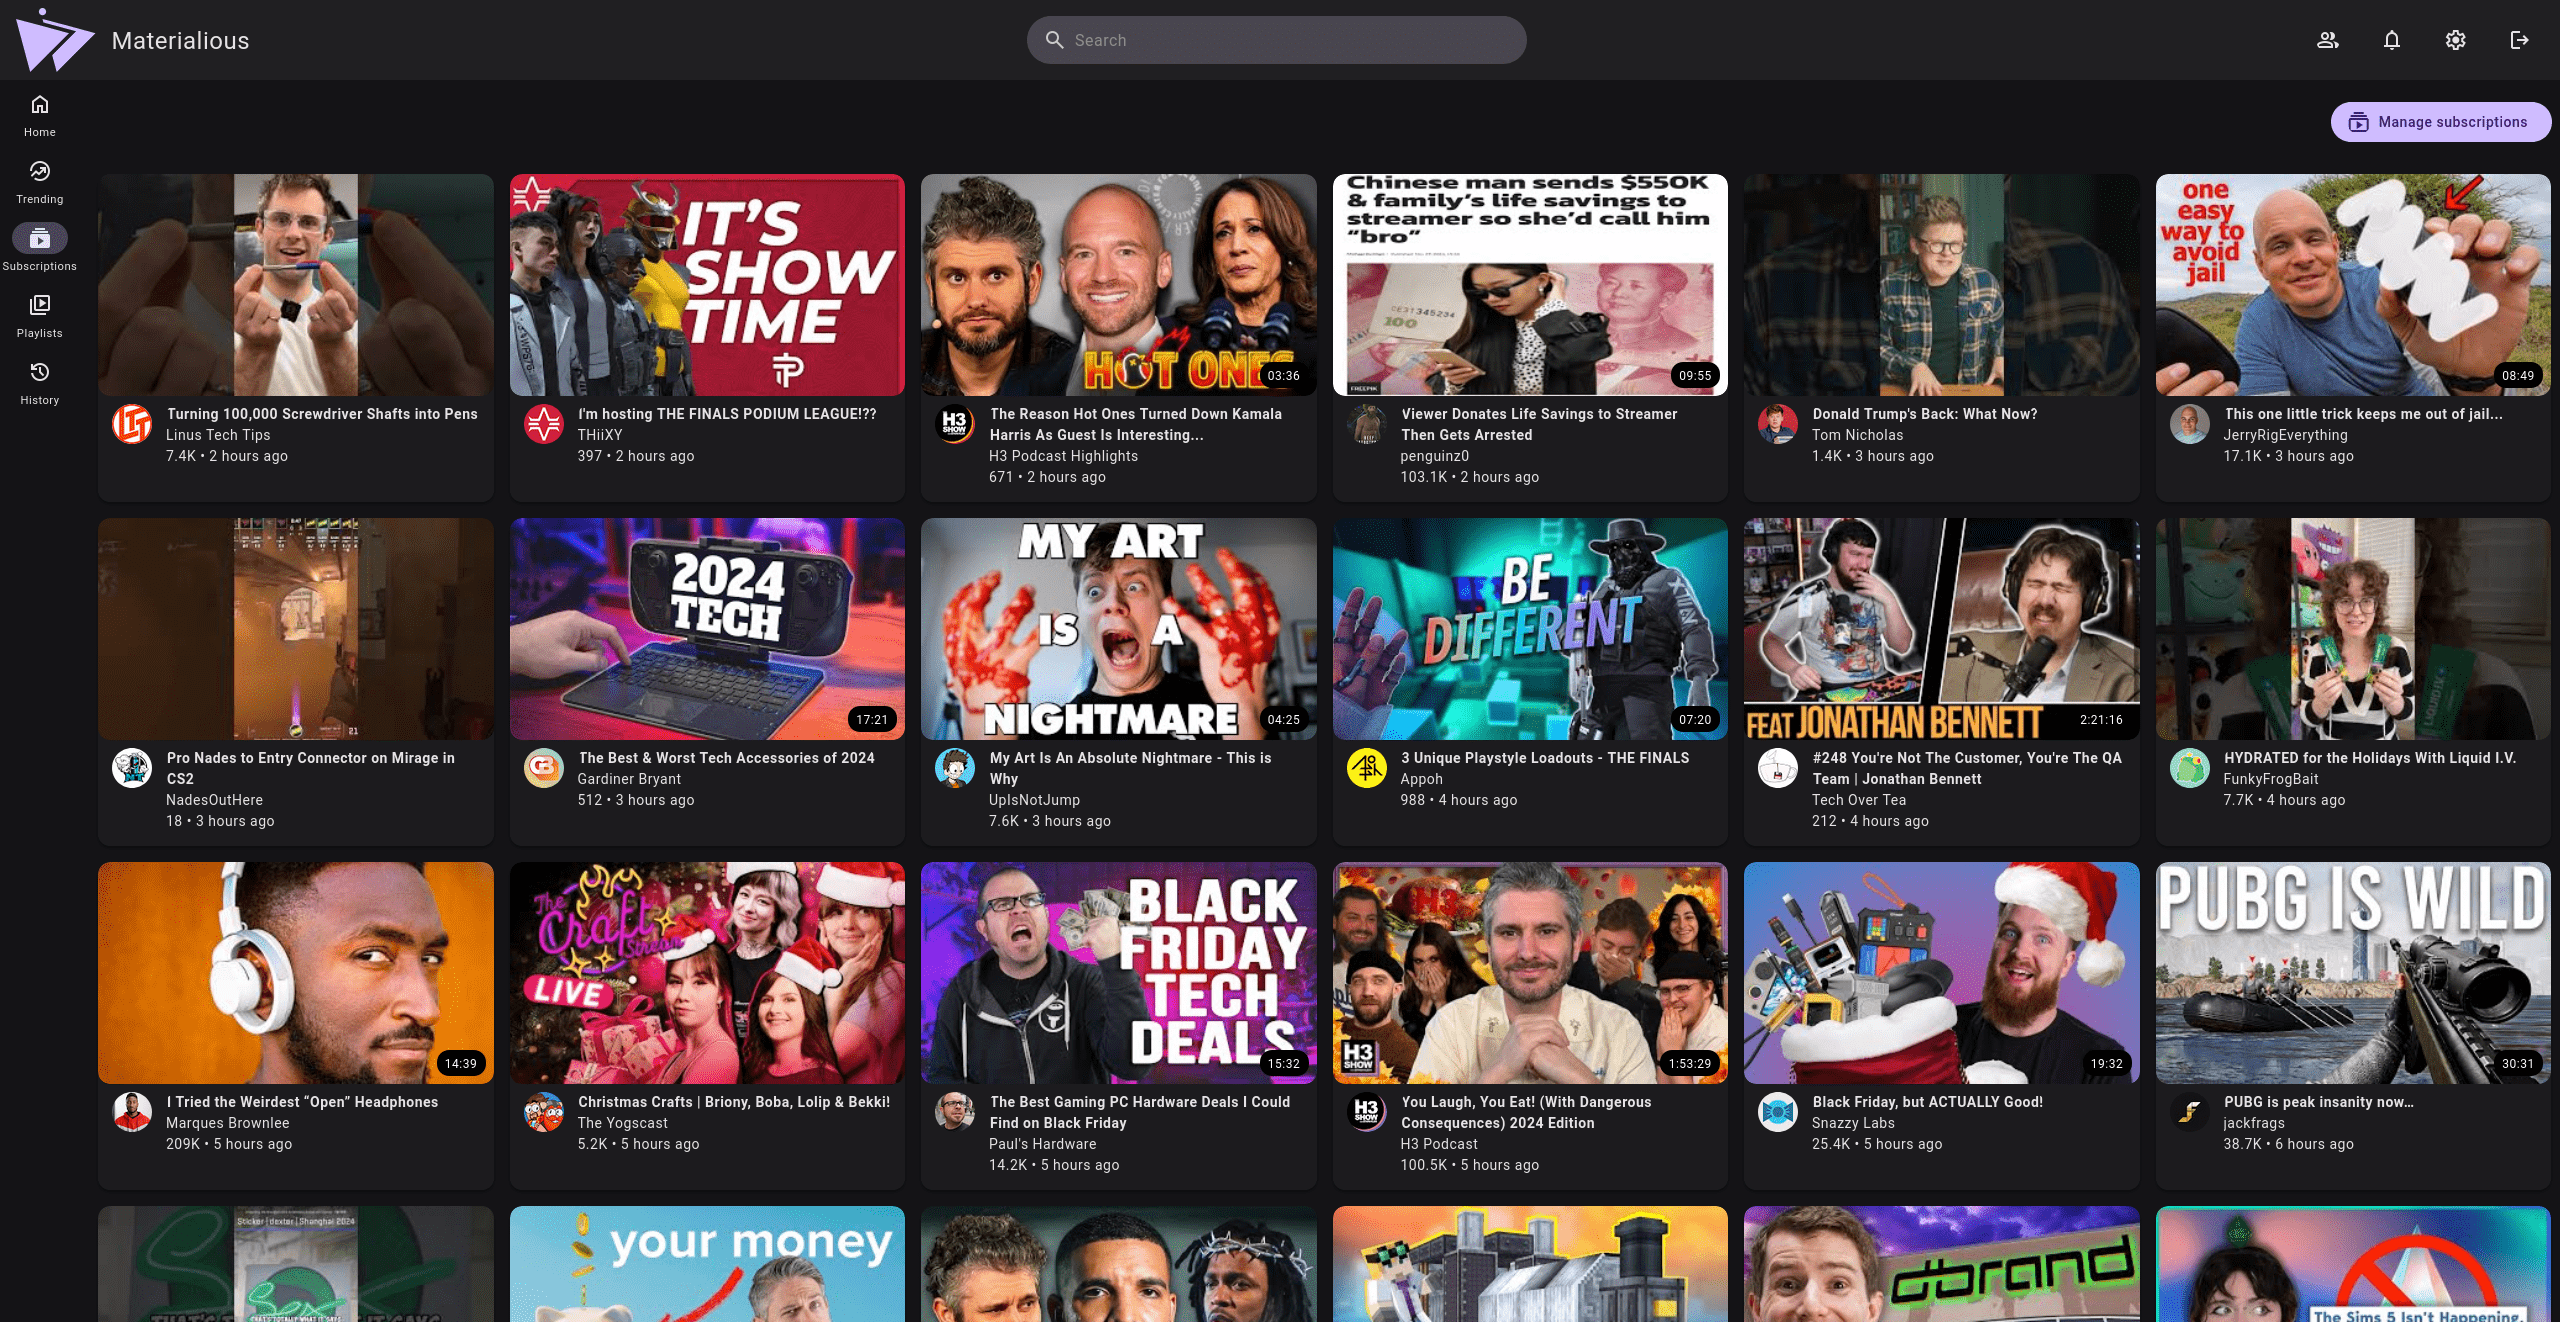 Materialious
Search
Manage subscriptions
Home
Trending
Subscriptions
Playlists
History
Turning 100,000 Screwdriver Shafts into Pens
Linus Tech Tips
7.4K • 2 hours ago
IT'S
SHOW
TIME
I'm hosting THE FINALS PODIUM LEAGUE!??
THiiXY
397 • 2 hours ago
HOT ONES
03:36
H3
SHOW
The Reason Hot Ones Turned Down Kamala
Harris As Guest Is Interesting...
H3 Podcast Highlights
671 • 2 hours ago
Chinese man sends $550K
& family's life savings to
streamer so she'd call him
"bro"
CE31345234
100
FREEPIK
09:55
Viewer Donates Life Savings to Streamer
Then Gets Arrested
penguinz0
103.1K • 2 hours ago
Donald Trump's Back: What Now?
Tom Nicholas
1.4K • 3 hours ago
one
easy
way to
avoid
jail
08:49
This one little trick keeps me out of jail...
JerryRigEverything
17.1K • 3 hours ago
21
Pro Nades to Entry Connector on Mirage in
CS2
NadesOutHere
18 • 3 hours ago
2024
TECH
17:21
GB
The Best & Worst Tech Accessories of 2024
Gardiner Bryant
512 • 3 hours ago
MY ART
IS A
NIGHTMARE
04:25
My Art Is An Absolute Nightmare - This is
Why
UpIsNotJump
7.6K • 3 hours ago
BE
DIFFERENT
07:20
3 Unique Playstyle Loadouts - THE FINALS
Appoh
988 • 4 hours ago
FEAT JONATHAN BENNETT
2:21:16
#248 You're Not The Customer, You're The QA
Team | Jonathan Bennett
Tech Over Tea
212 • 4 hours ago
LIQUID I.V.
HYDRATED for the Holidays With Liquid I.V.
FunkyFrogBait
7.7K • 4 hours ago
14:39
I Tried the Weirdest “Open” Headphones
Marques Brownlee
209K • 5 hours ago
The
Craft
Stream
LIVE
Christmas Crafts | Briony, Boba, Lolip & Bekki!
The Yogscast
5.2K • 5 hours ago
BLACK
FRIDAY
TECH
DEALS
15:32
The Best Gaming PC Hardware Deals I Could
Find on Black Friday
Paul's Hardware
14.2K • 5 hours ago
H3
SHOW
1:53:29
H3
SHOW
You Laugh, You Eat! (With Dangerous
Consequences) 2024 Edition
H3 Podcast
100.5K • 5 hours ago
19:32
Black Friday, but ACTUALLY Good!
Snazzy Labs
25.4K • 5 hours ago
PUBG IS WILD
30:31
PUBG is peak insanity now…
jackfrags
38.7K • 6 hours ago
Sticker | dexter | Shanghai 2024
your money
dbrand
The Sims 5 Isn't Happening.